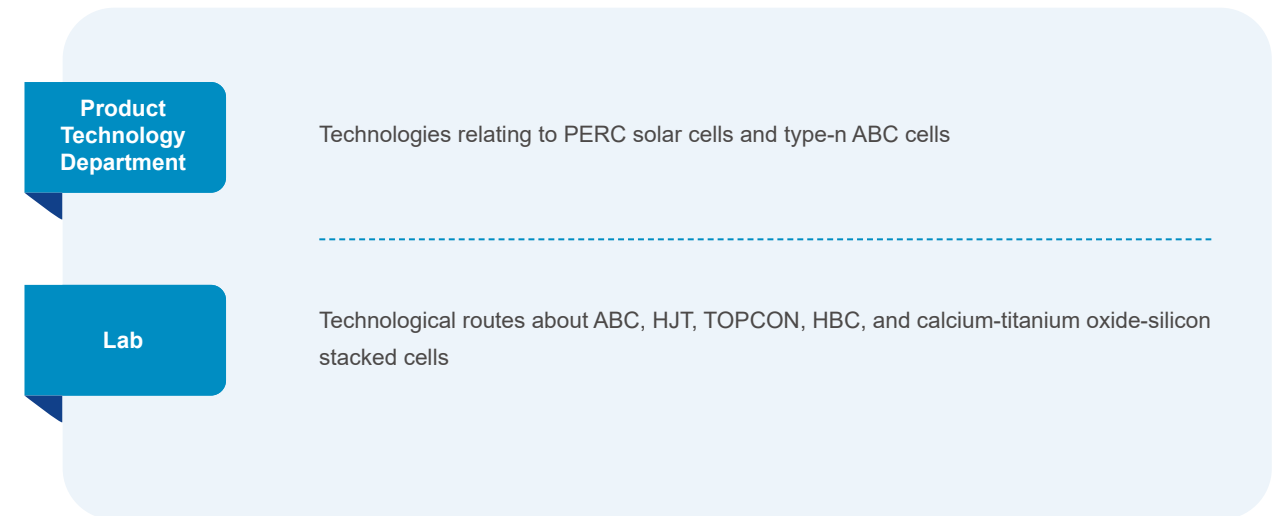 Product
Technology
Department
Technologies relating to PERC solar cells and type-n ABC cells
Lab
Technological routes about ABC, HJT, TOPCON, HBC, and calcium-titanium oxide-silicon
stacked cells